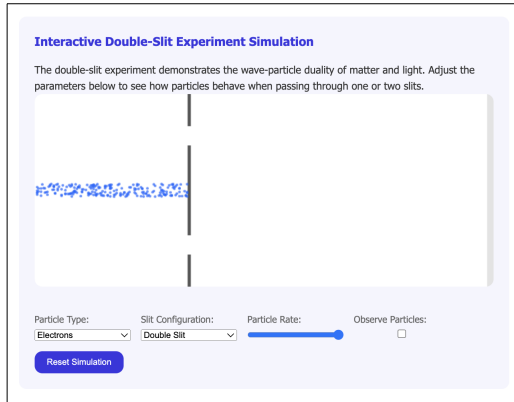 Interactive Double-Slit Experiment Simulation
The double-slit experiment demonstrates the wave-particle duality of matter and light. Adjust the
parameters below to see how particles behave when passing through one or two slits.
Particle Type: Slit Configuration: Particle Rate: Observe Particles:
Electrons Double Slit
Reset Simulation